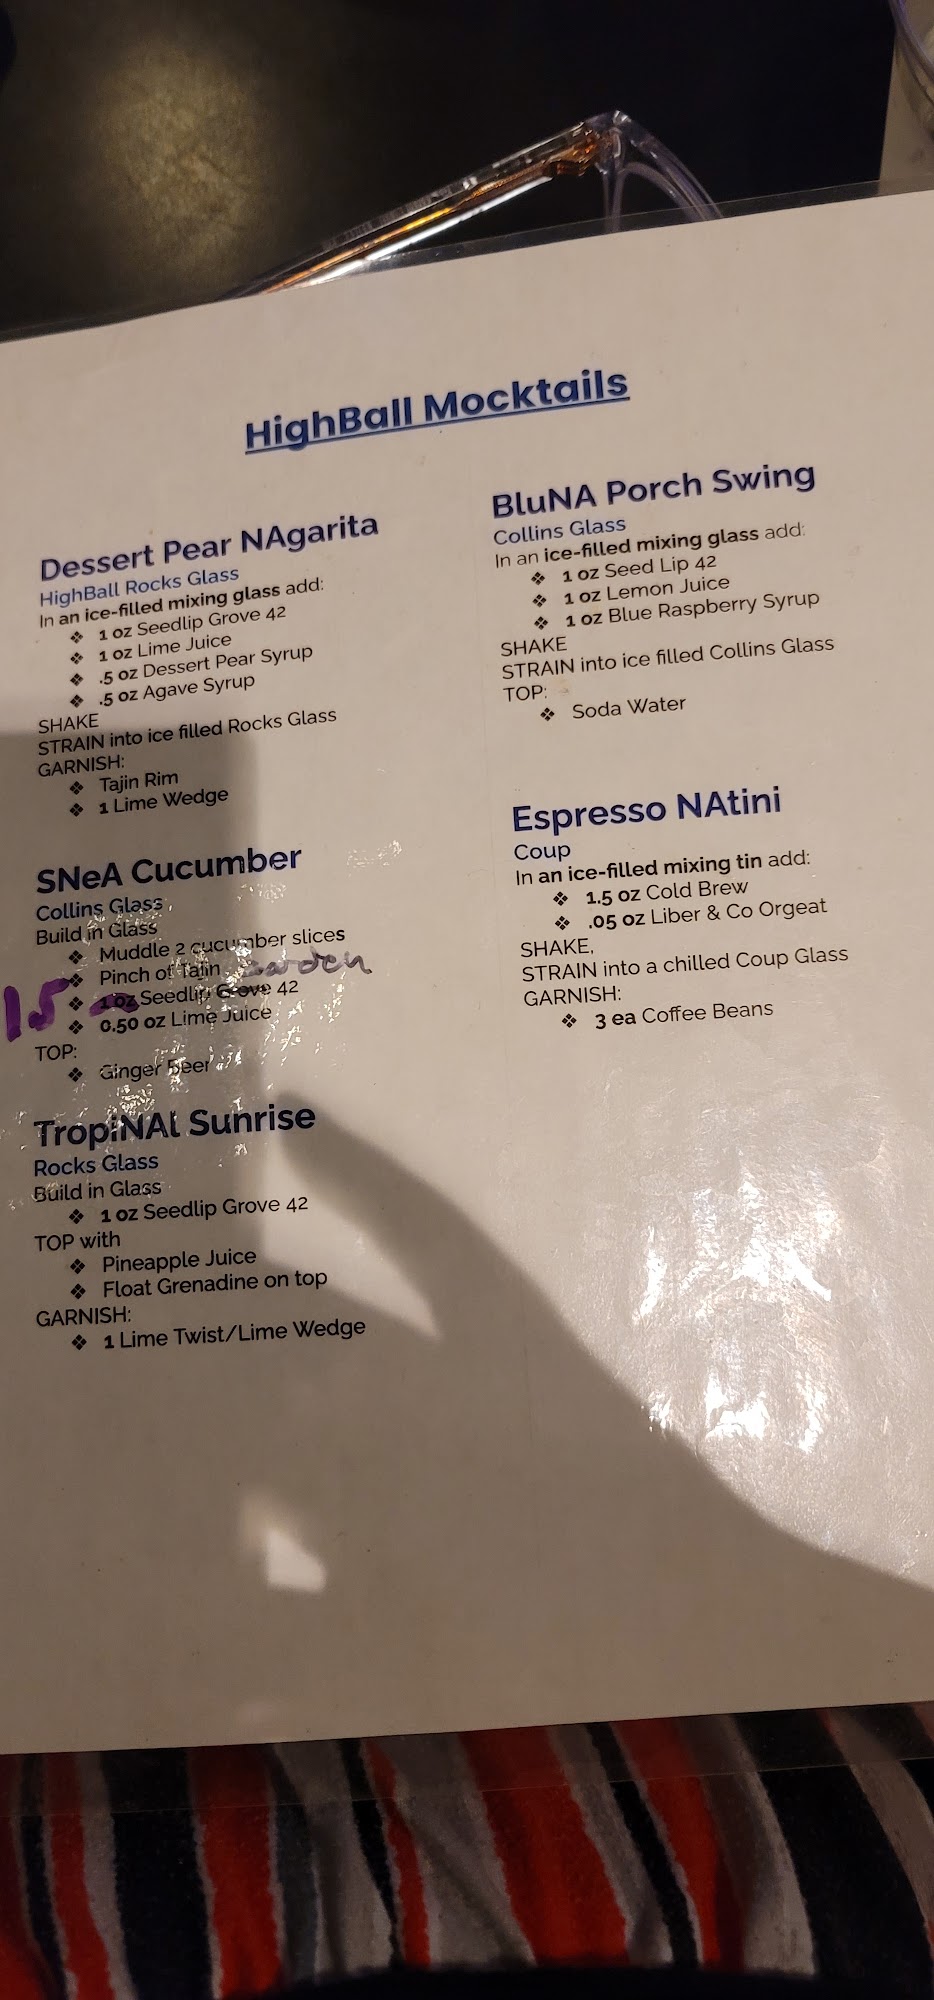 HighBall Mocktails
Dessert Pear NAgarita
HighBall Rocks Glass
In an ice-filled mixing glass add:
❖ 1 oz Seedlip Grove 42
❖ 1 oz Lime Juice
❖ .5 oz Dessert Pear Syrup
❖ .5 oz Agave Syrup
SHAKE
STRAIN into ice filled Rocks Glass
GARNISH:
❖ Tajin Rim
❖ 1 Lime Wedge
SNeA Cucumber
Collins Glass
Build in Glass
❖ Muddle 2 cucumber slices
❖ Pinch of Tajin Garden
15 ❖ 1 oz Seedlip Grove 42
❖ 0.50 oz Lime Juice
TOP:
❖ Ginger Beer
TropiNAl Sunrise
Rocks Glass
Build in Glass
❖ 1 oz Seedlip Grove 42
TOP with
❖ Pineapple Juice
❖ Float Grenadine on top
GARNISH:
❖ 1 Lime Twist/Lime Wedge
BluNA Porch Swing
Collins Glass
In an ice-filled mixing glass add:
❖ 1 oz Seed Lip 42
❖ 1 oz Lemon Juice
❖ 1 oz Blue Raspberry Syrup
SHAKE
STRAIN into ice filled Collins Glass
TOP:
❖ Soda Water
Espresso NAtini
Coup
In an ice-filled mixing tin add:
❖ 1.5 oz Cold Brew
❖ .05 oz Liber & Co Orgeat
SHAKE,
STRAIN into a chilled Coup Glass
GARNISH:
❖ 3 ea Coffee Beans